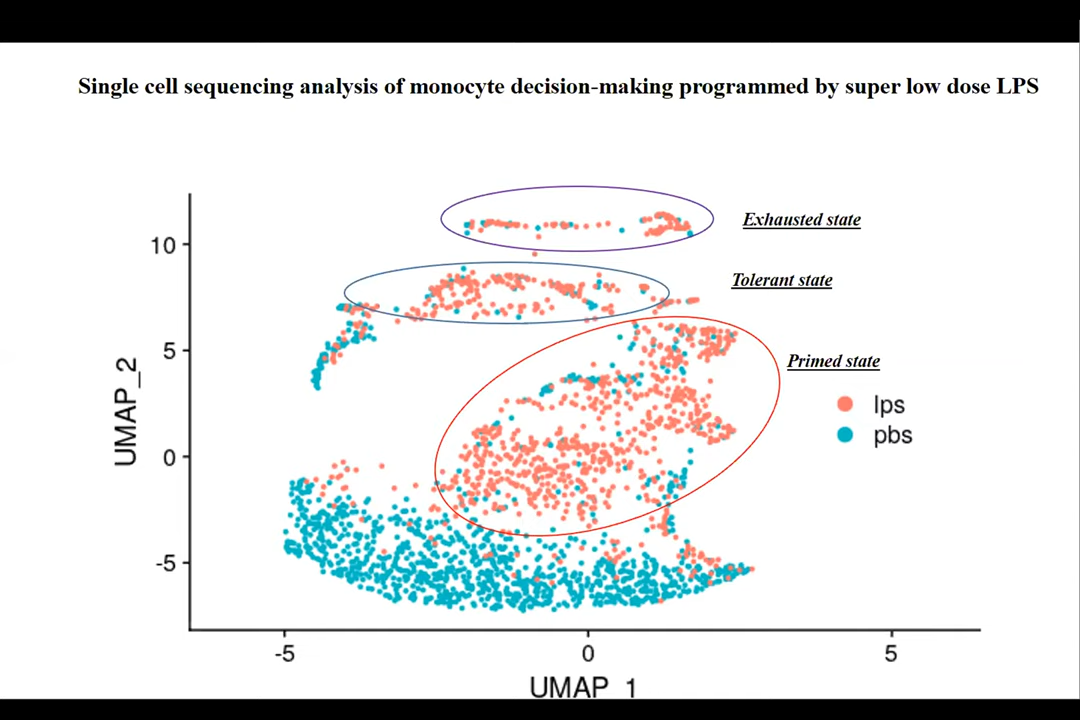 Single cell sequencing analysis of monocyte decision-making programmed by super low dose LPS
Exhausted state
10
Tolerant state
5
Primed state
lps
pbs
UMAP_2
0
-5
-5
0
5
UMAP_1